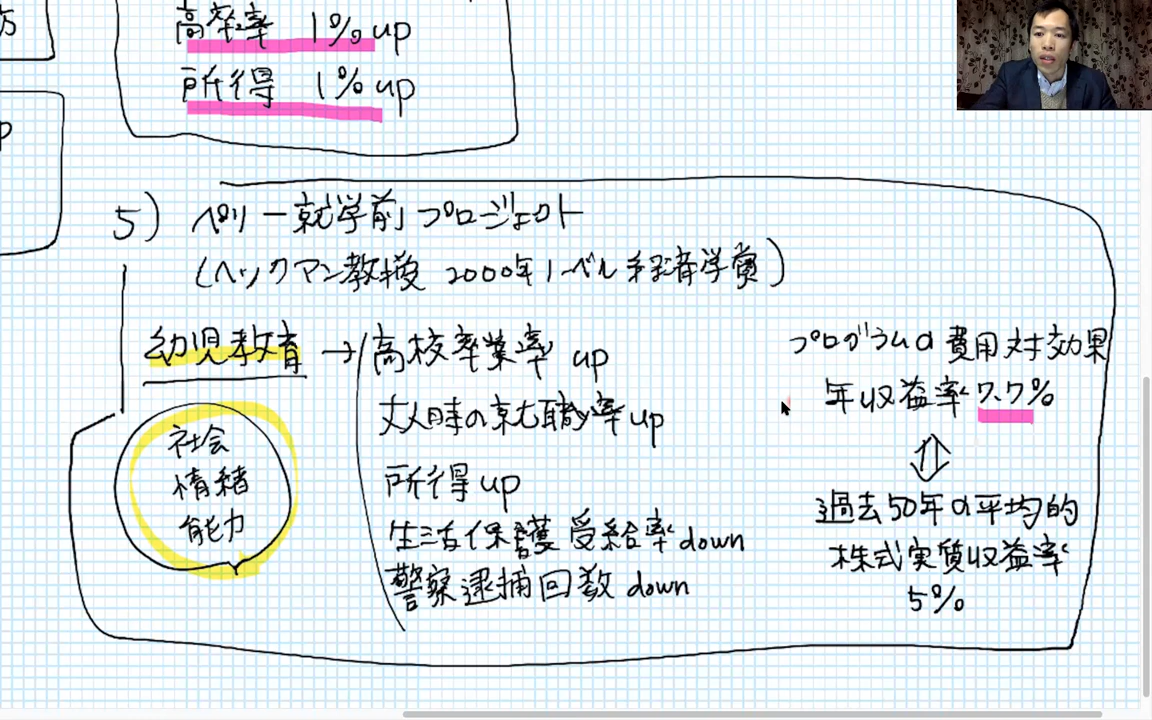 高卒率 1% up
所得 1% up
5) ペリー就学前プロジェクト
(ヘックマン教授 2000年ノーベル経済学賞)
幼児教育 → 高校卒業率 up
大人時の就職率 up
所得 up
生活保護 受給率 down
警察逮捕回数 down
社会
情緒
能力
プログラムの費用対効果
年収益率 7.7%
⇕
過去50年の平均的
株式実質収益率
5%